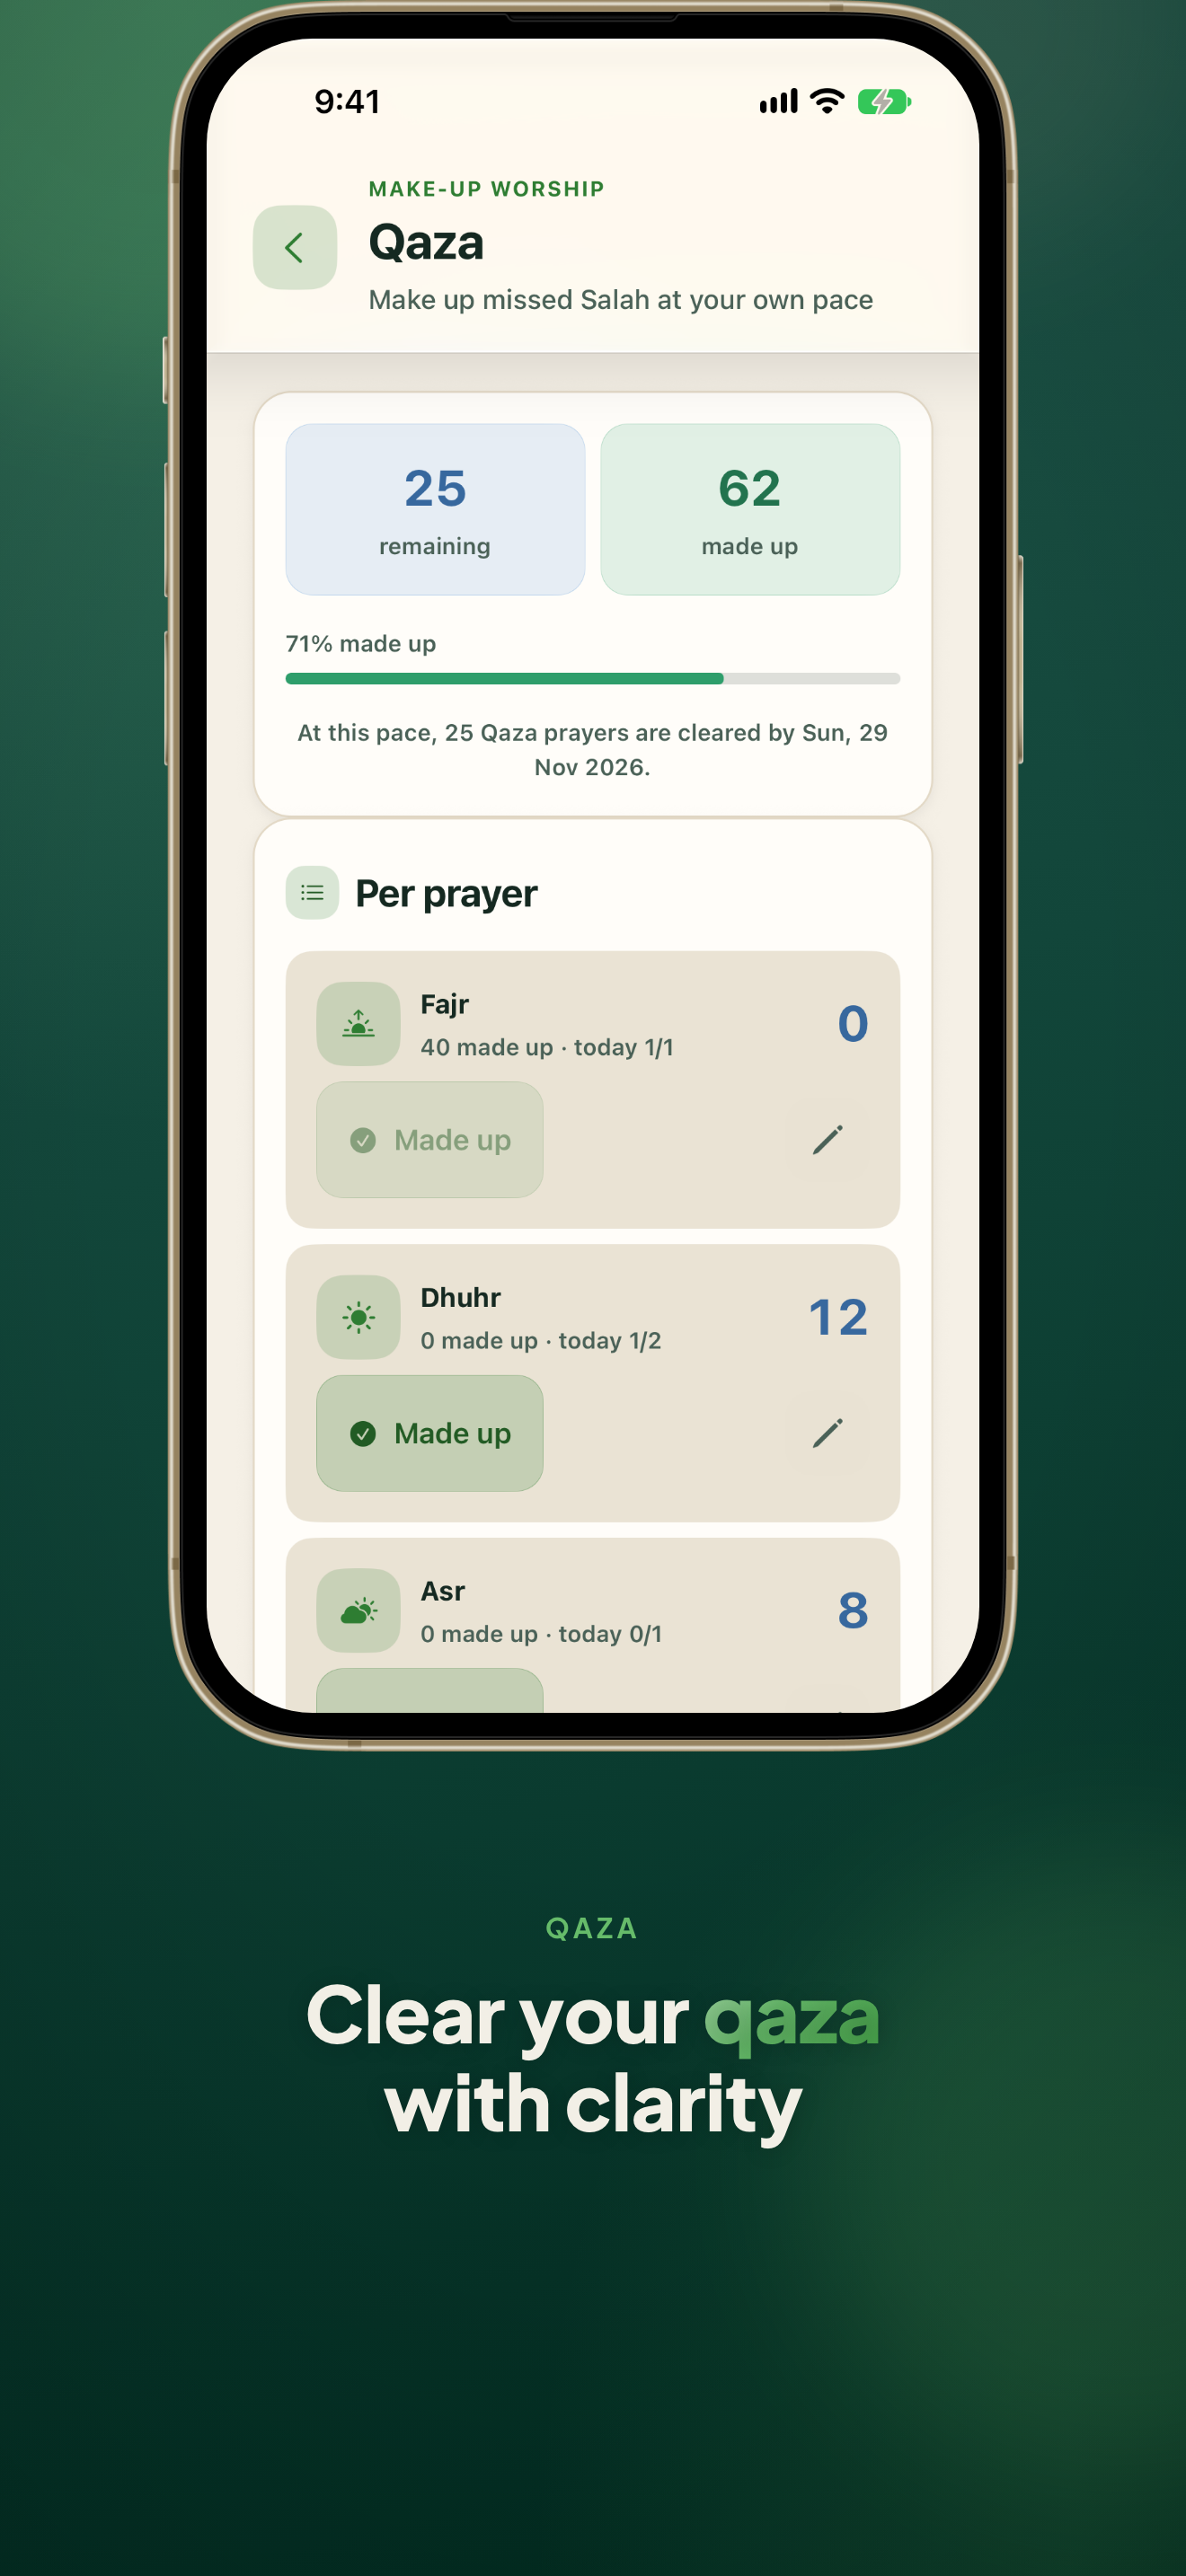 9:41
MAKE-UP WORSHIP
Qaza
Make up missed Salah at your own pace
25
remaining
62
made up
71% made up
At this pace, 25 Qaza prayers are cleared by Sun, 29
Nov 2026.
Per prayer
Fajr
40 made up · today 1/1
0
Made up
Dhuhr
0 made up · today 1/2
12
Made up
Asr
0 made up · today 0/1
8
QAZA
Clear your qaza
with clarity